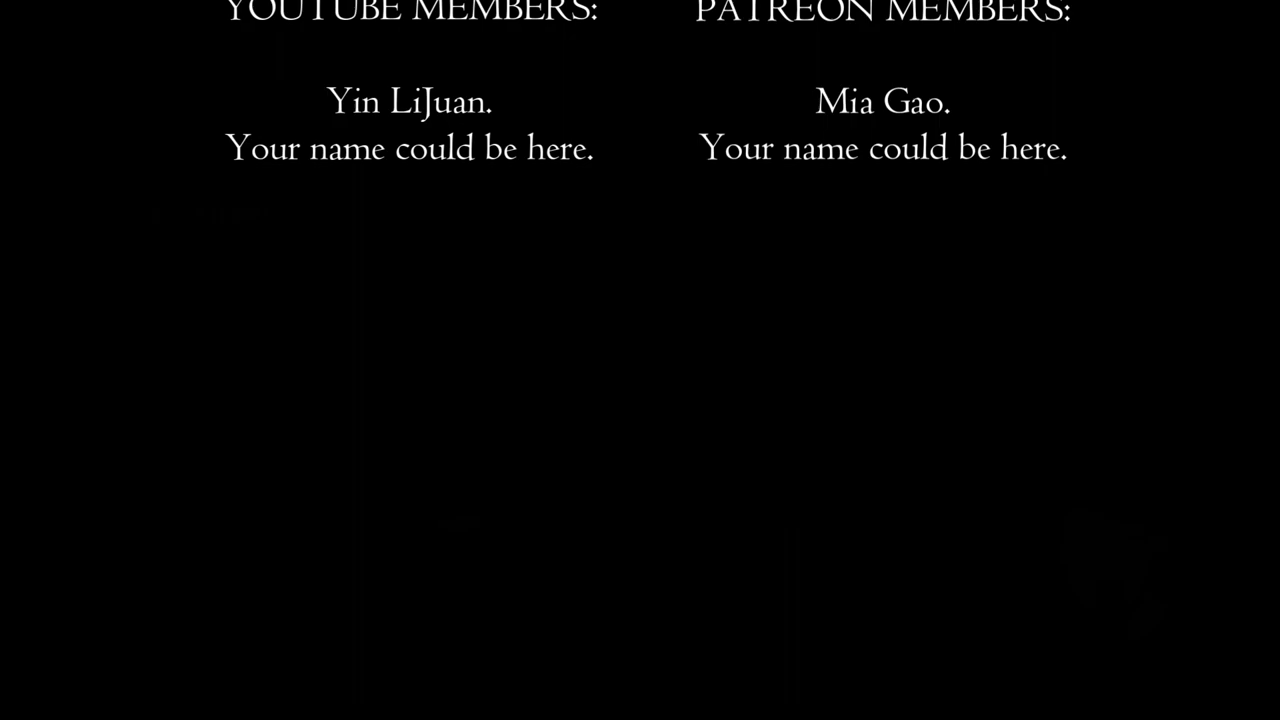 YOUTUBE MEMBERS:
Yin LiJuan.
Your name could be here.
PATREON MEMBERS:
Mia Gao.
Your name could be here.